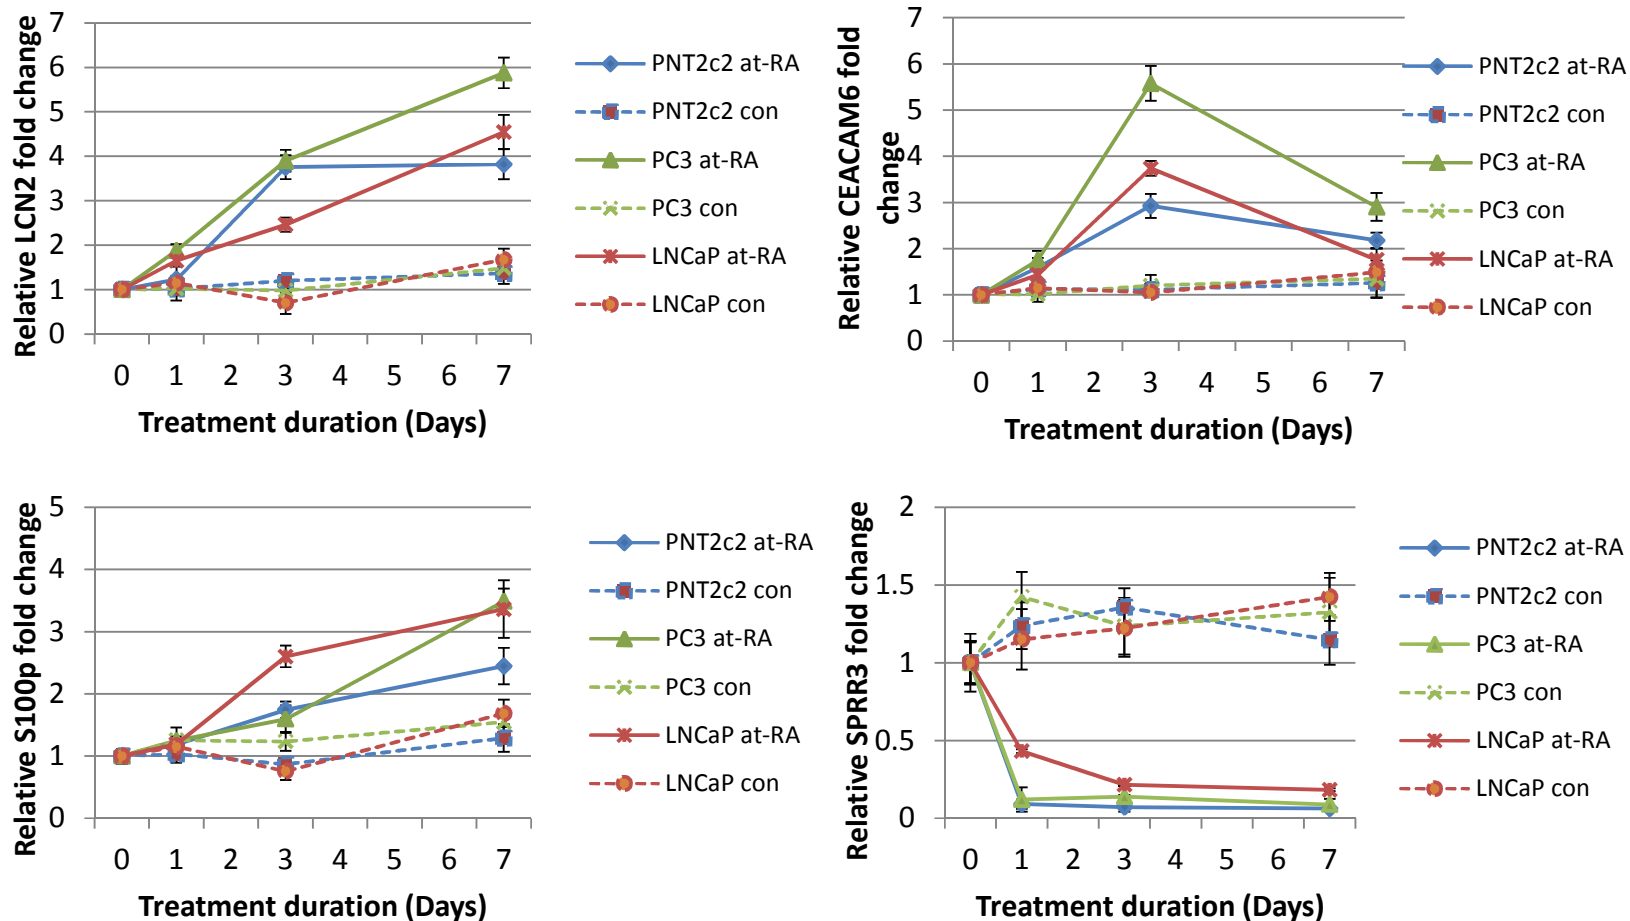 Relative LCN2 fold change
7
6
5
4
3
2
1
0
0 1 2 3 4 5 6 7
Treatment duration (Days)
PNT2c2 at-RA
PNT2c2 con
PC3 at-RA
PC3 con
LNCaP at-RA
LNCaP con
Relative CEACAM6 fold
change
7
6
5
4
3
2
1
0
0 1 2 3 4 5 6 7
Treatment duration (Days)
PNT2c2 at-RA
PNT2c2 con
PC3 at-RA
PC3 con
LNCaP at-RA
LNCaP con
Relative S100p fold change
5
4
3
2
1
0
0 1 2 3 4 5 6 7
Treatment duration (Days)
PNT2c2 at-RA
PNT2c2 con
PC3 at-RA
PC3 con
LNCaP at-RA
LNCaP con
Relative SPRR3 fold change
2
1.5
1
0.5
0
0 1 2 3 4 5 6 7
Treatment duration (Days)
PNT2c2 at-RA
PNT2c2 con
PC3 at-RA
PC3 con
LNCaP at-RA
LNCaP con